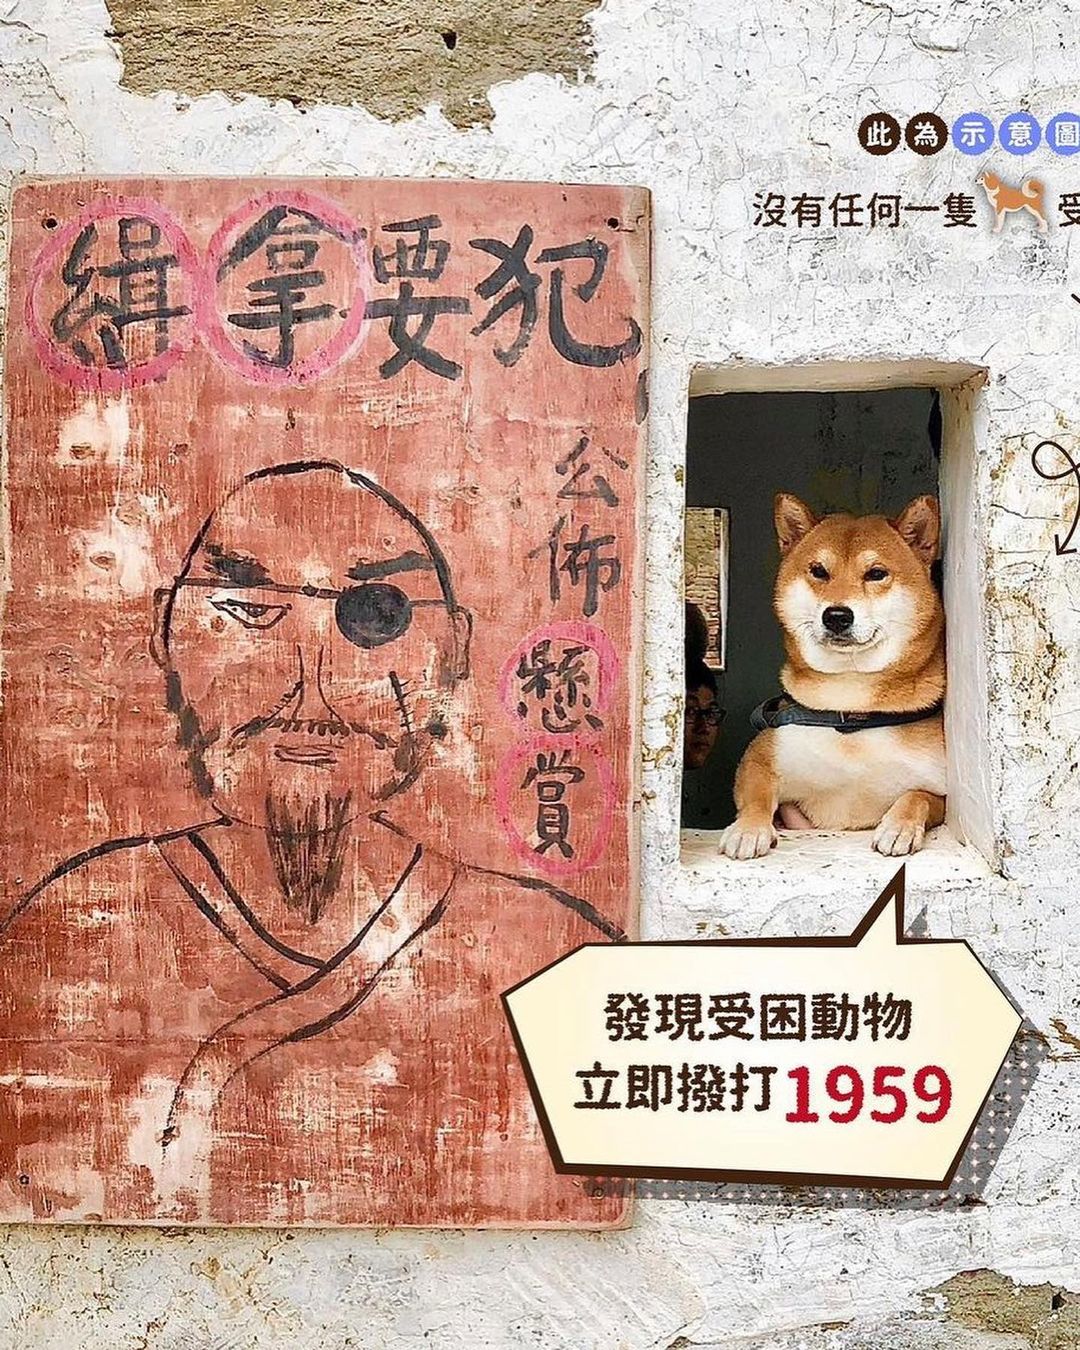 此為示意圖
沒有任何一隻 受
緝拿要犯
公佈懸賞
發現受困動物
立即撥打1959